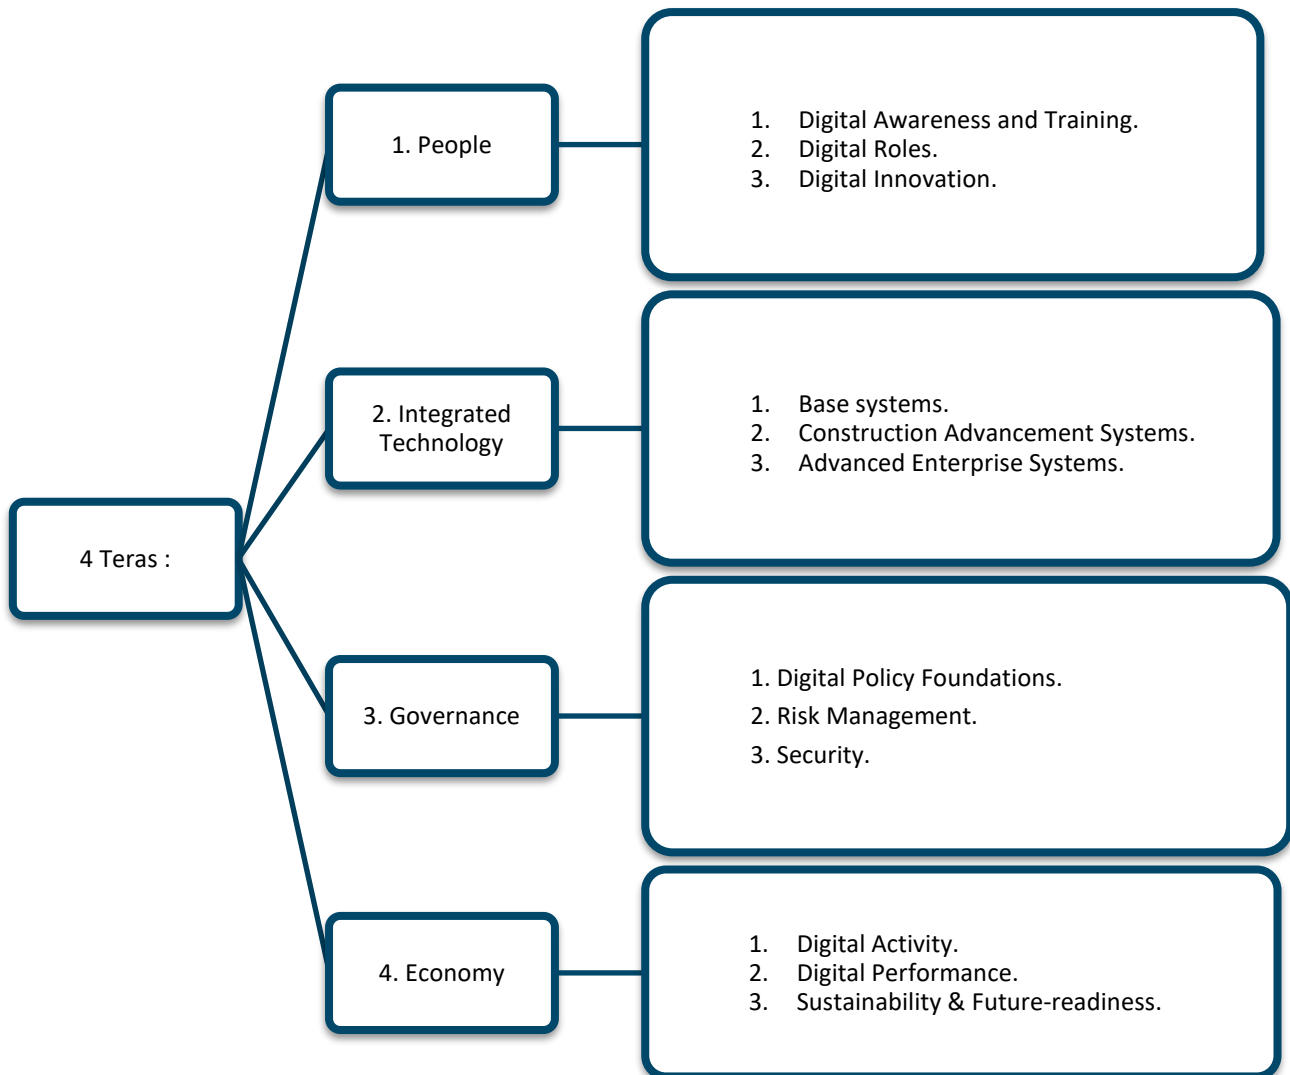 4 Teras :
1. People
1. Digital Awareness and Training.
2. Digital Roles.
3. Digital Innovation.
2. Integrated
Technology
1. Base systems.
2. Construction Advancement Systems.
3. Advanced Enterprise Systems.
3. Governance
1. Digital Policy Foundations.
2. Risk Management.
3. Security.
4. Economy
1. Digital Activity.
2. Digital Performance.
3. Sustainability & Future-readiness.